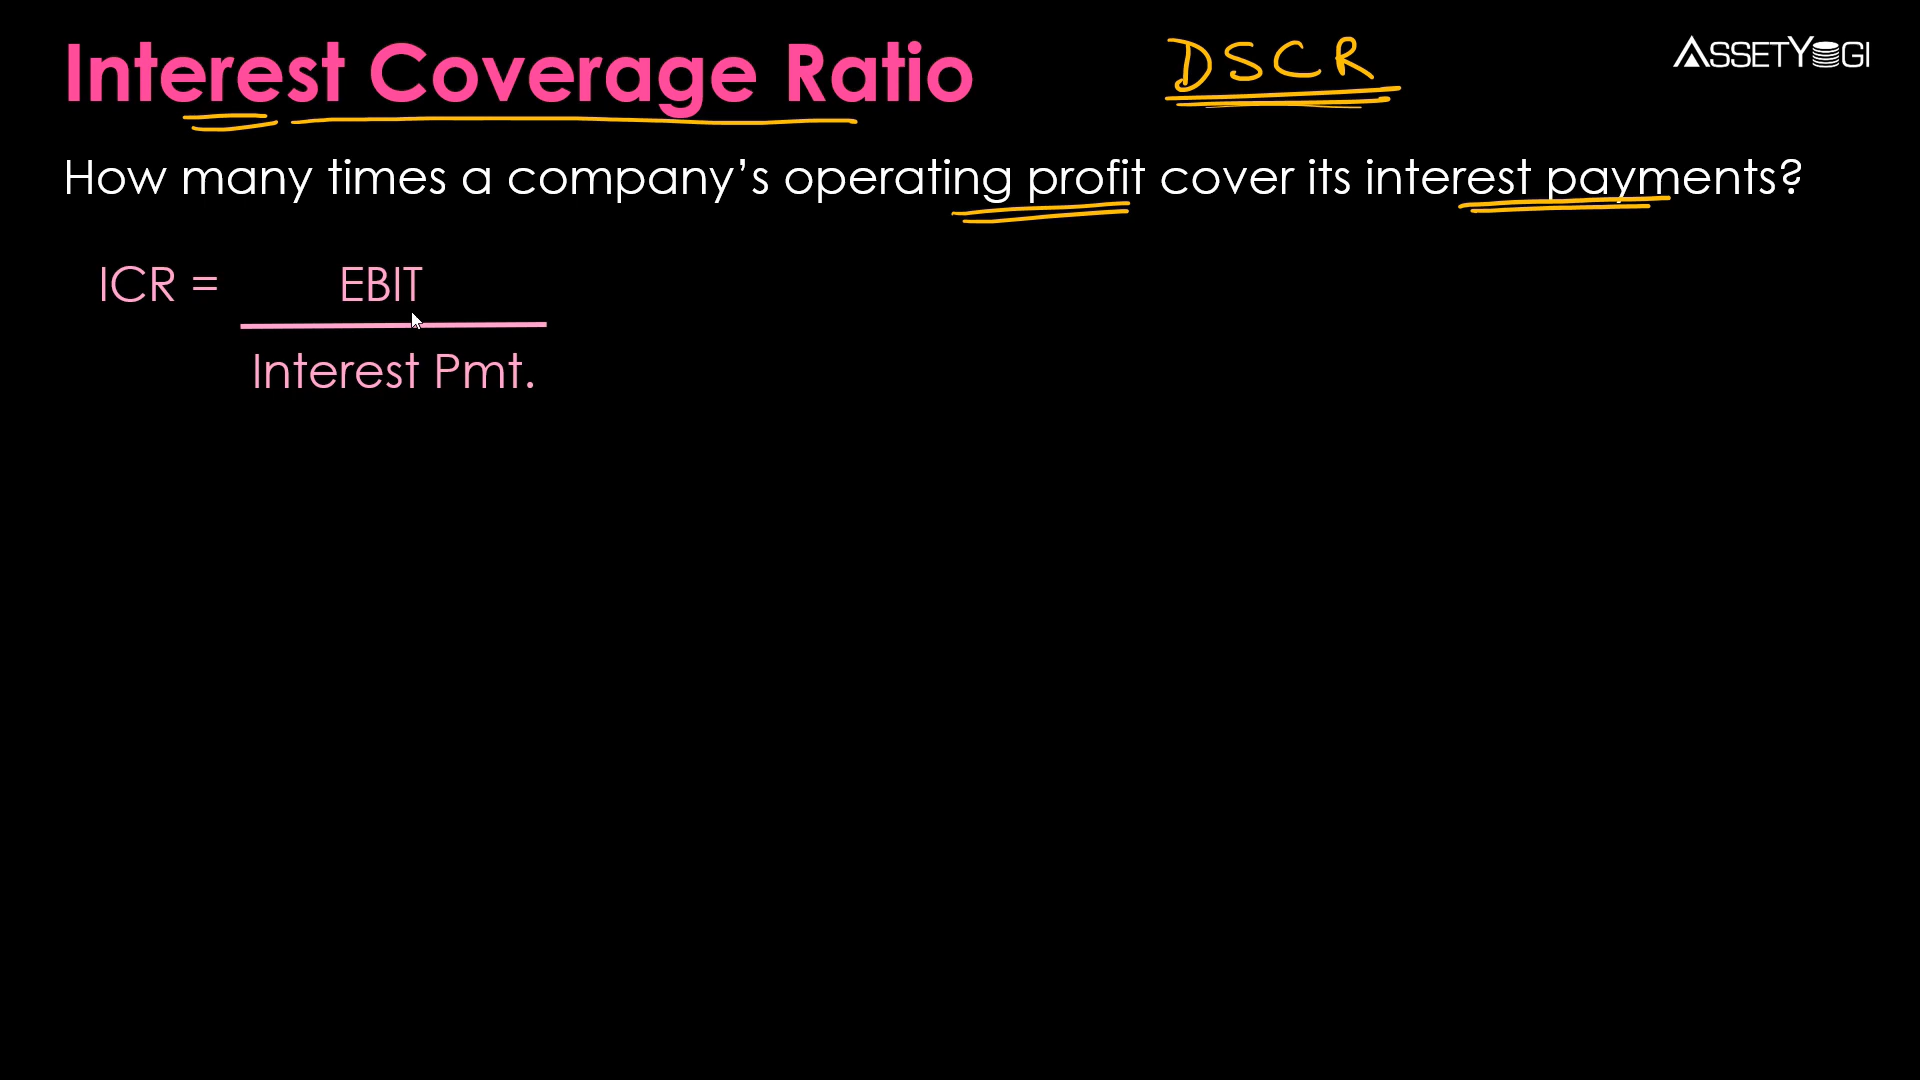 Interest Coverage Ratio
DSCR
ASSETYOGI
How many times a company’s operating profit cover its interest payments?
ICR = EBIT
Interest Pmt.